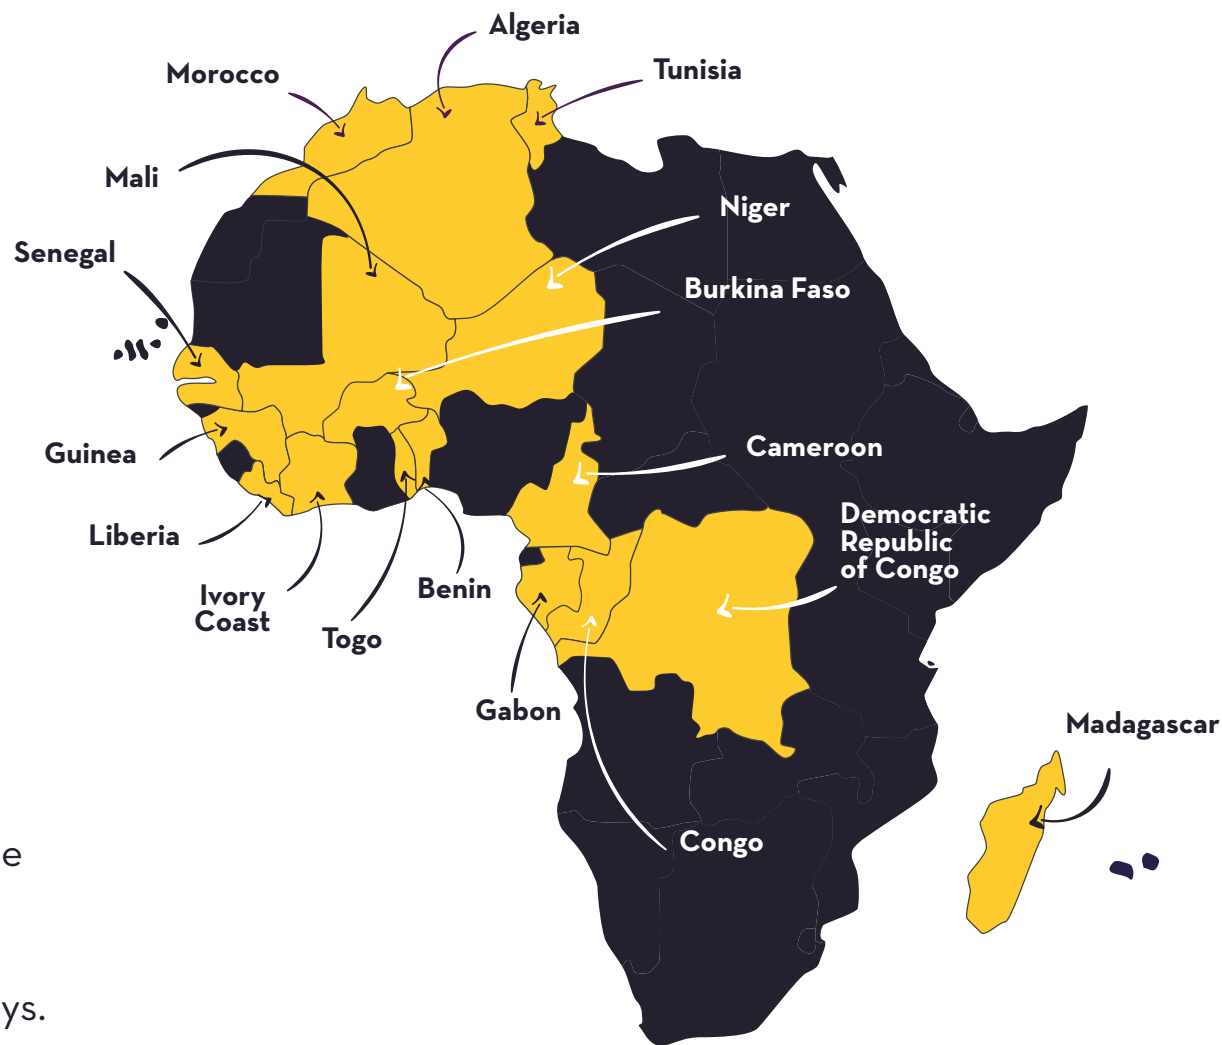 Algeria
Morocco
Tunisia
Mali
Niger
Senegal
Burkina Faso
Guinea
Cameroon
Democratic
Republic
of Congo
Liberia
Benin
Ivory
Coast
Togo
Gabon
Madagascar
Congo
e
ys.